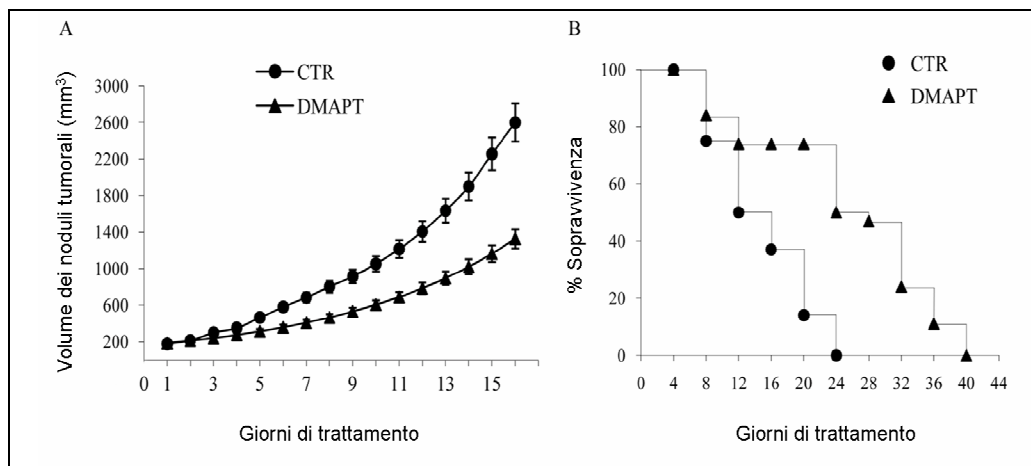 A
CTR
DMAPT
Volume dei noduli tumorali (mm³)
3000
2600
2200
1800
1400
1000
600
200
0 1 3 5 7 9 11 13 15
Giorni di trattamento
B
CTR
DMAPT
% Sopravvivenza
100
80
60
40
20
0
0 4 8 12 16 20 24 28 32 36 40 44
Giorni di trattamento